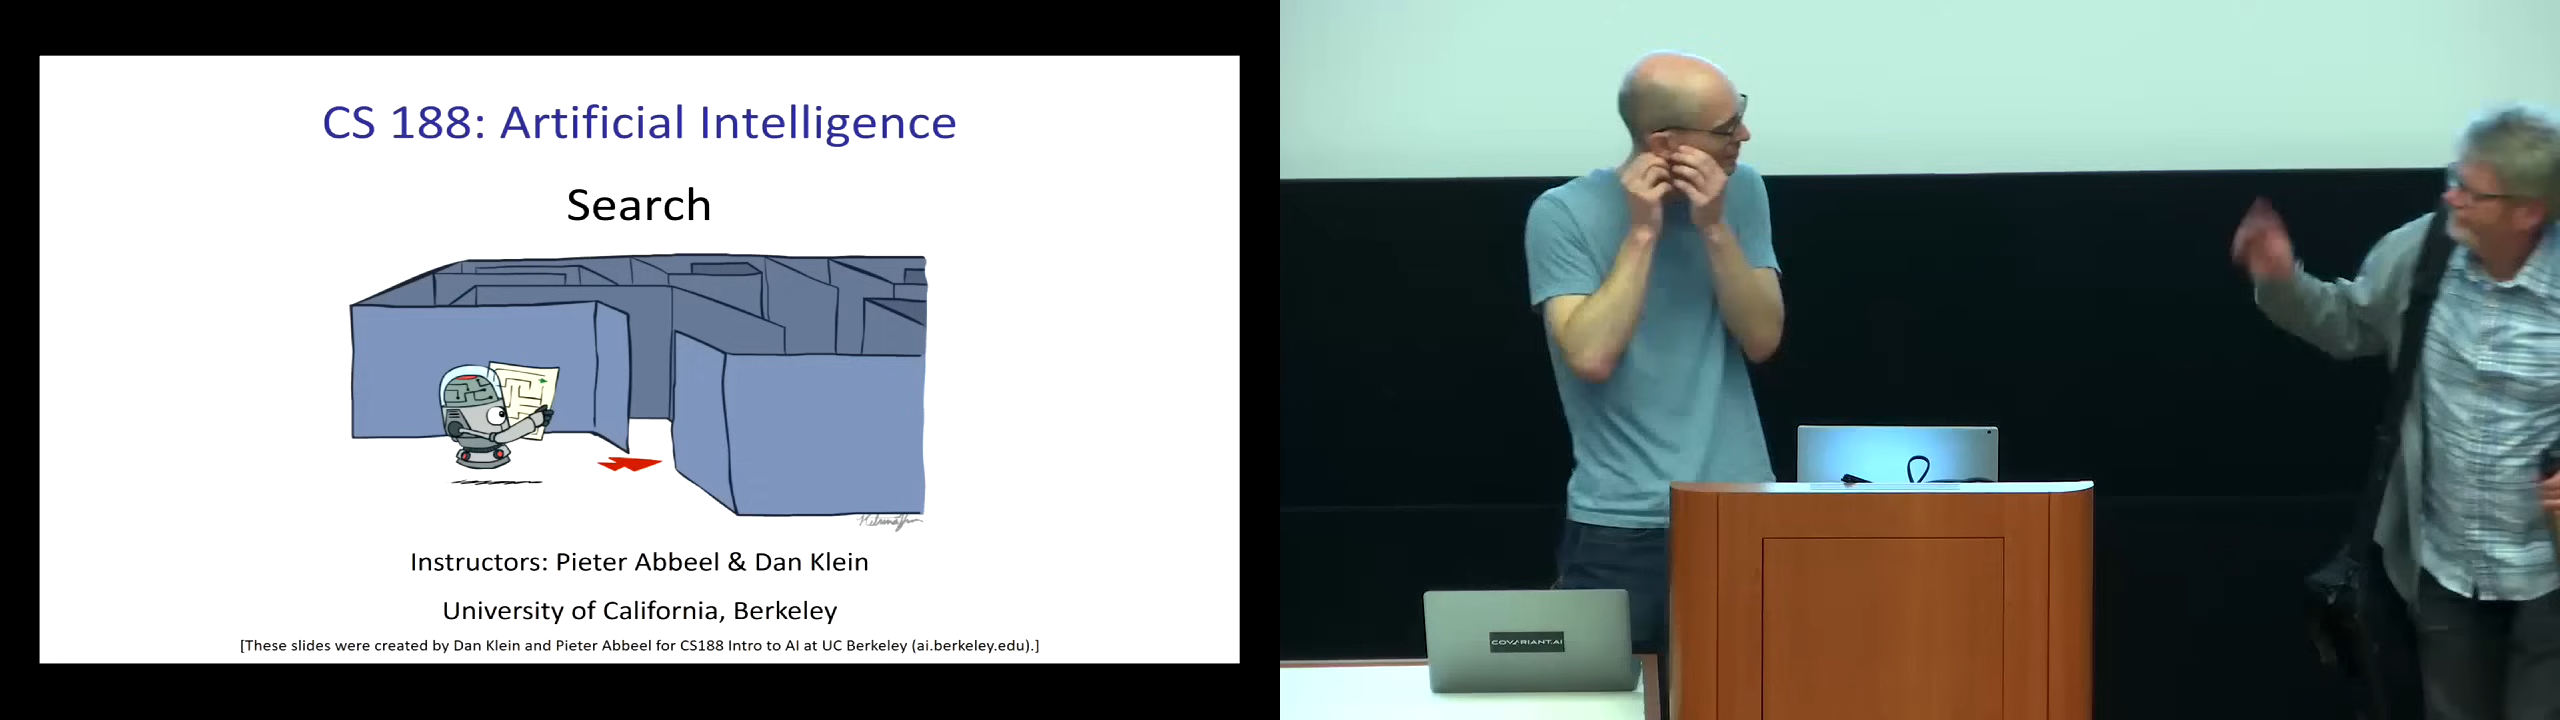 CS 188: Artificial Intelligence
Search
Instructors: Pieter Abbeel & Dan Klein
University of California, Berkeley
[These slides were created by Dan Klein and Pieter Abbeel for CS188 Intro to AI at UC Berkeley (ai.berkeley.edu).]
COVARIANT.AI